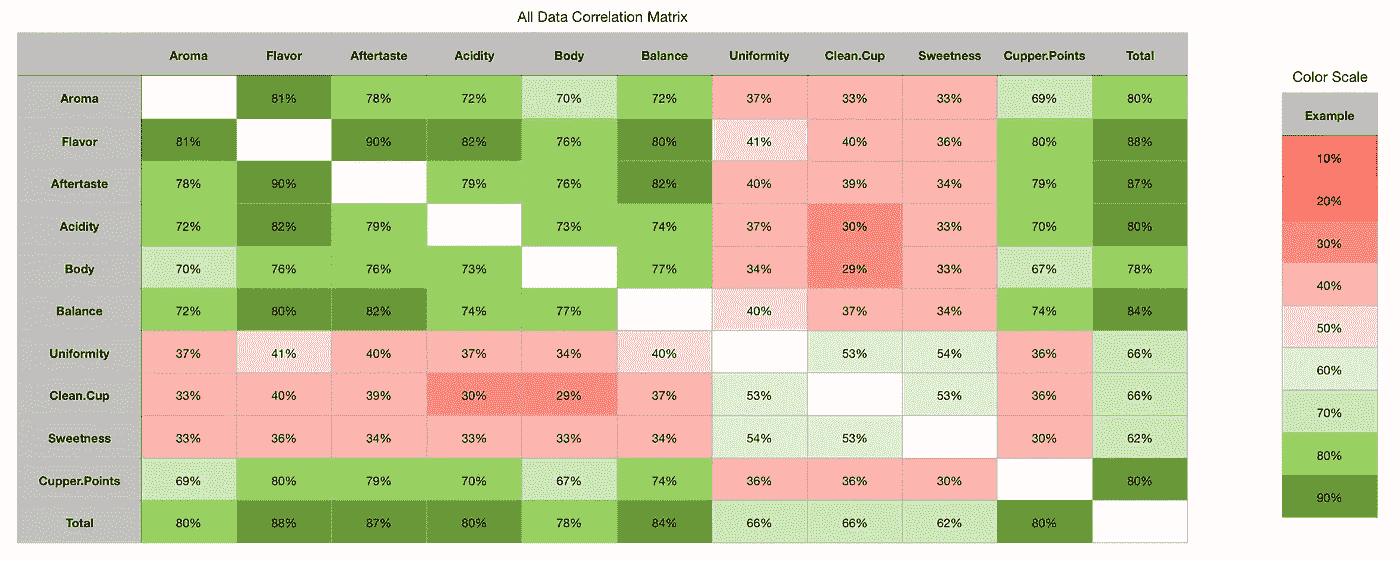 All Data Correlation Matrix
Aroma Flavor Aftertaste Acidity Body Balance Uniformity Clean.Cup Sweetness Cupper.Points Total
Aroma 81% 78% 72% 70% 72% 37% 33% 33% 69% 80%
Flavor 81% 90% 82% 76% 80% 41% 40% 36% 80% 88%
Aftertaste 78% 90% 79% 76% 82% 40% 39% 34% 79% 87%
Acidity 72% 82% 79% 73% 74% 37% 30% 33% 70% 80%
Body 70% 76% 76% 73% 77% 34% 29% 33% 67% 78%
Balance 72% 80% 82% 74% 77% 40% 37% 34% 74% 84%
Uniformity 37% 41% 40% 37% 34% 40% 53% 54% 36% 66%
Clean.Cup 33% 40% 39% 30% 29% 37% 53% 53% 36% 66%
Sweetness 33% 36% 34% 33% 33% 34% 54% 53% 30% 62%
Cupper.Points 69% 80% 79% 70% 67% 74% 36% 36% 30% 80%
Total 80% 88% 87% 80% 78% 84% 66% 66% 62% 80%
Color Scale
Example
10%
20%
30%
40%
50%
60%
70%
80%
90%